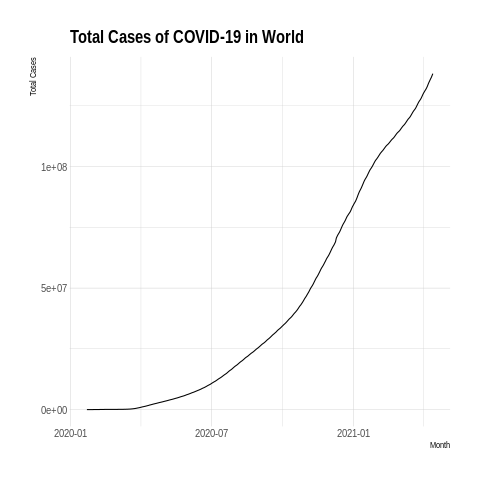 Total Cases of COVID-19 in World
Total Cases
1e+08
5e+07
0e+00
2020-01 2020-07 2021-01
Month